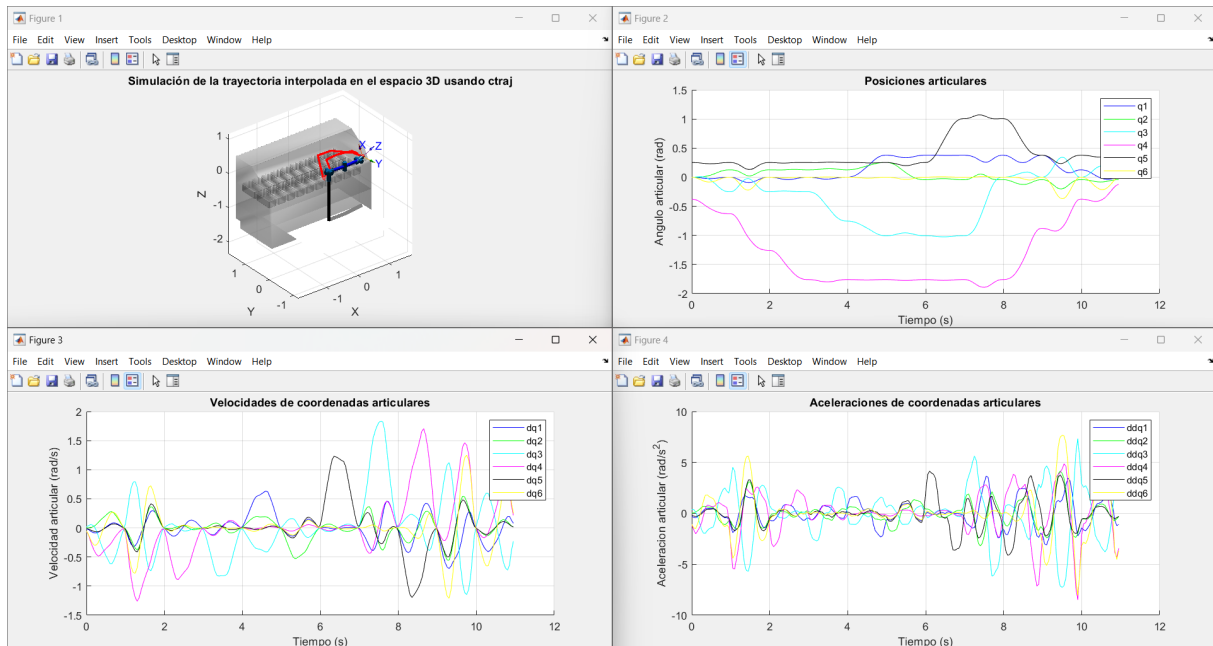 Figure 1
File Edit View Insert Tools Desktop Window Help
Simulación de la trayectoria interpolada en el espacio 3D usando ctraj
X
Z
Y
1
0
-1
-2
Z
1
0
-1
Y
-1
0
1
X
Figure 2
File Edit View Insert Tools Desktop Window Help
Posiciones articulares
1.5
1
0.5
0
-0.5
-1
-1.5
-2
Angulo articular (rad)
0 2 4 6 8 10 12
Tiempo (s)
q1
q2
q3
q4
q5
q6
Figure 3
File Edit View Insert Tools Desktop Window Help
Velocidades de coordenadas articulares
2
1.5
1
0.5
0
-0.5
-1
-1.5
Velocidad articular (rad/s)
0 2 4 6 8 10 12
Tiempo (s)
dq1
dq2
dq3
dq4
dq5
dq6
Figure 4
File Edit View Insert Tools Desktop Window Help
Aceleraciones de coordenadas articulares
10
5
0
-5
-10
Aceleracion articular (rad/s²)
0 2 4 6 8 10 12
Tiempo (s)
ddq1
ddq2
ddq3
ddq4
ddq5
ddq6